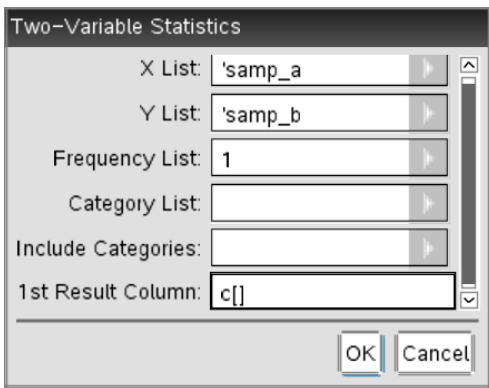 Two-Variable Statistics
X List: 'samp_a
Y List: 'samp_b
Frequency List: 1
Category List:
Include Categories:
1st Result Column: c[]
OK Cancel